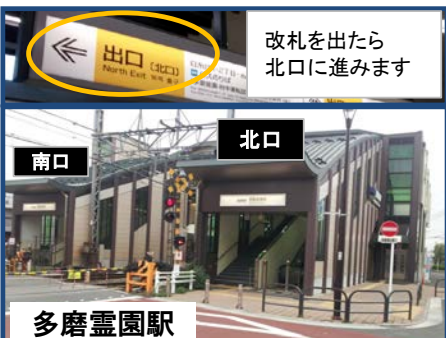 出口 〔北口〕
North Exit
改札を出たら
北口に進みます
南口
北口
多磨霊園駅